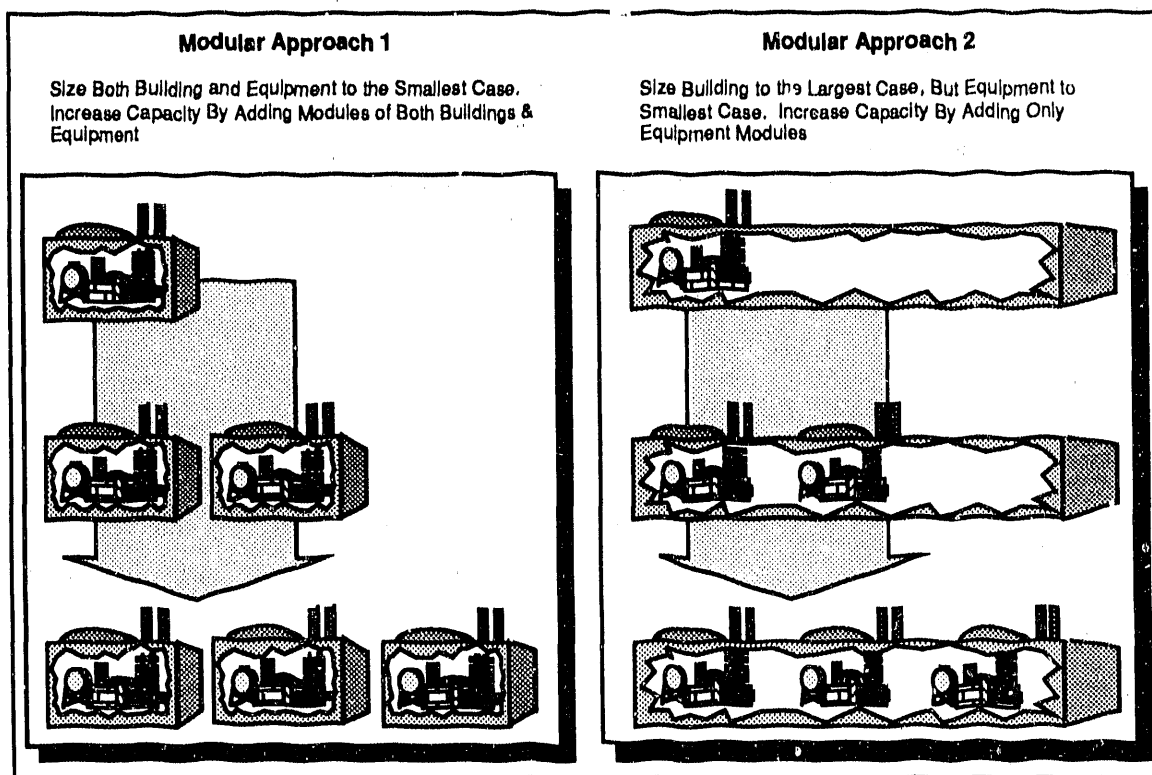 Modular Approach 1
Size Both Building and Equipment to the Smallest Case.
Increase Capacity By Adding Modules of Both Buildings &
Equipment
Modular Approach 2
Size Building to the Largest Case, But Equipment to
Smallest Case. Increase Capacity By Adding Only
Equipment Modules